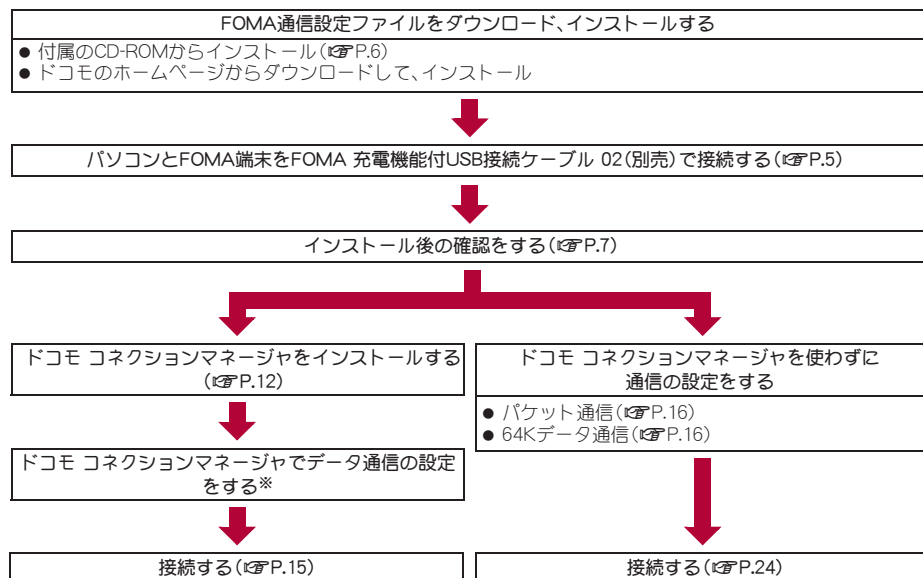 FOMA通信設定ファイルをダウンロード、インストールする
● 付属のCD-ROMからインストール(☞P.6)
● ドコモのホームページからダウンロードして、インストール
パソコンとFOMA端末をFOMA 充電機能付USB接続ケーブル 02(別売)で接続する(☞P.5)
インストール後の確認をする(☞P.7)
ドコモ コネクションマネージャをインストールする
(☞P.12)
ドコモ コネクションマネージャでデータ通信の設定
をする※
接続する(☞P.15)
ドコモ コネクションマネージャを使わずに
通信の設定をする
● パケット通信(☞P.16)
● 64Kデータ通信(☞P.16)
接続する(☞P.24)